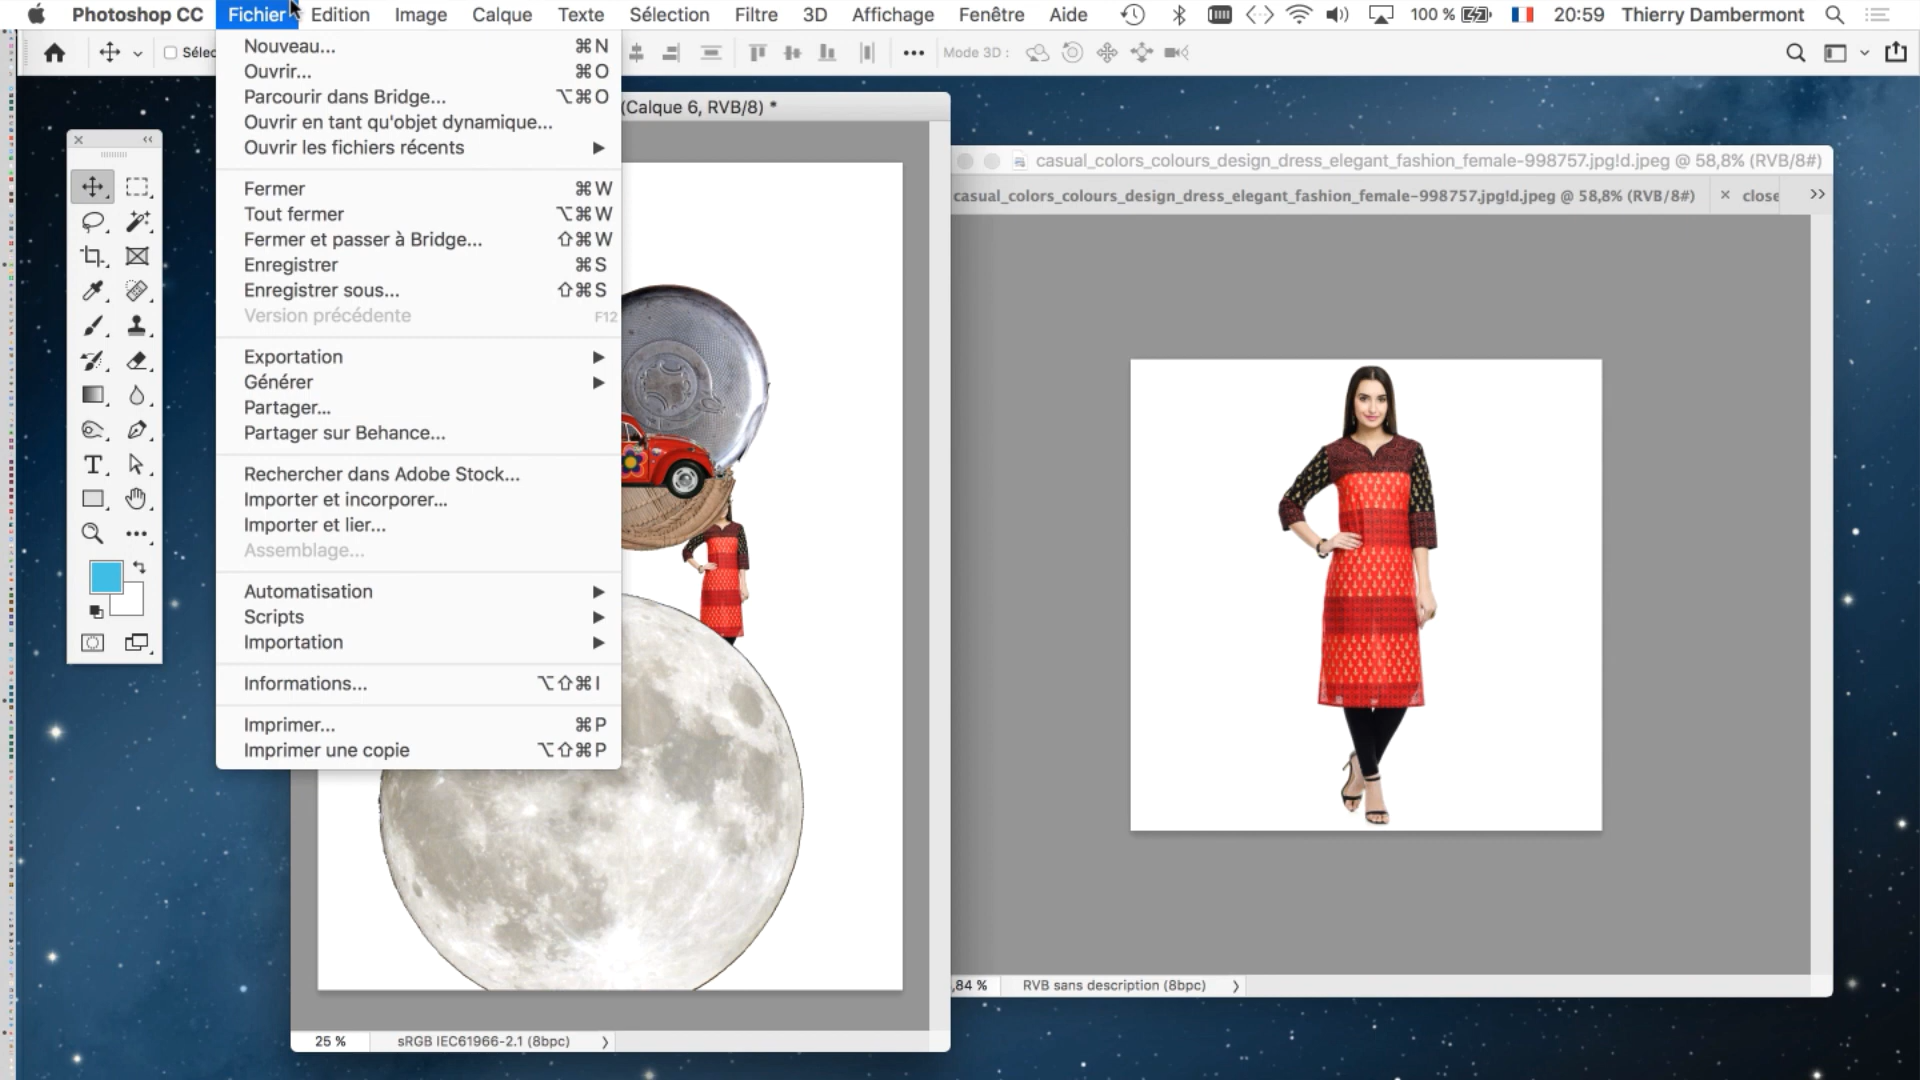 Photoshop CC Fichier Edition Image Calque Texte Sélection Filtre 3D Affichage Fenêtre Aide 100 % 20:59 Thierry Dambermont
Sélec
Mode 3D :
Nouveau... ⌘N
Ouvrir... ⌘O
Parcourir dans Bridge... ⌥⌘O
Ouvrir en tant qu'objet dynamique...
Ouvrir les fichiers récents
Fermer ⌘W
Tout fermer ⌥⌘W
Fermer et passer à Bridge... ⇧⌘W
Enregistrer ⌘S
Enregistrer sous... ⇧⌘S
Version précédente F12
Exportation
Générer
Partager...
Partager sur Behance...
Rechercher dans Adobe Stock...
Importer et incorporer...
Importer et lier...
Assemblage...
Automatisation
Scripts
Importation
Informations... ⌥⇧⌘I
Imprimer... ⌘P
Imprimer une copie ⌥⇧⌘P
(Calque 6, RVB/8) *
25 % sRGB IEC61966-2.1 (8bpc)
casual_colors_colours_design_dress_elegant_fashion_female-998757.jpg!d.jpeg @ 58,8% (RVB/8#)
casual_colors_colours_design_dress_elegant_fashion_female-998757.jpg!d.jpeg @ 58,8% (RVB/8#) × close
,84 % RVB sans description (8bpc)